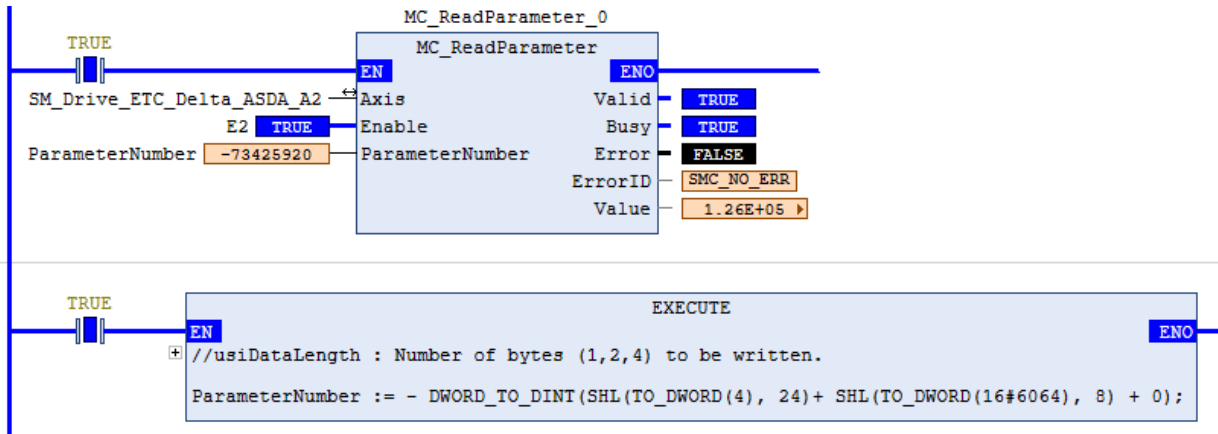 MC_ReadParameter_0
TRUE
MC_ReadParameter
EN ENO
SM_Drive_ETC_Delta_ASDA_A2 Axis Valid TRUE
E2 TRUE Enable Busy TRUE
ParameterNumber -73425920 ParameterNumber Error FALSE
ErrorID SMC_NO_ERR
Value 1.26E+05
TRUE
EXECUTE
EN ENO
//usiDataLength : Number of bytes (1,2,4) to be written.
ParameterNumber := - DWORD_TO_DINT(SHL(TO_DWORD(4), 24)+ SHL(TO_DWORD(16#6064), 8) + 0);